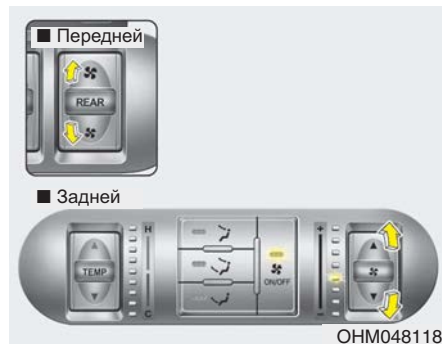 ■ Передней
REAR
■ Задней
H
TEMP
C
ON/OFF
+
−
OHM048118